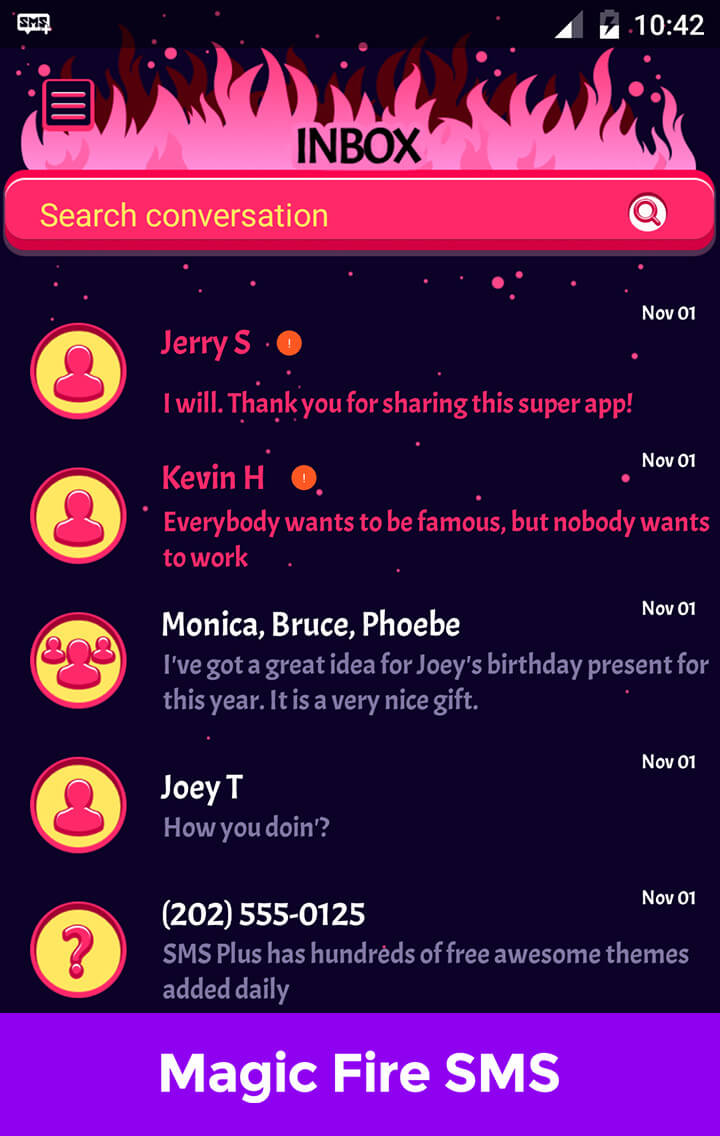 SMS
10:42
INBOX
Search conversation
Nov 01
Jerry S
!
I will. Thank you for sharing this super app!
Nov 01
Kevin H
!
Everybody wants to be famous, but nobody wants
to work
Nov 01
Monica, Bruce, Phoebe
I've got a great idea for Joey's birthday present for
this year. It is a very nice gift.
Nov 01
Joey T
How you doin'?
Nov 01
(202) 555-0125
?
SMS Plus has hundreds of free awesome themes
added daily
Magic Fire SMS